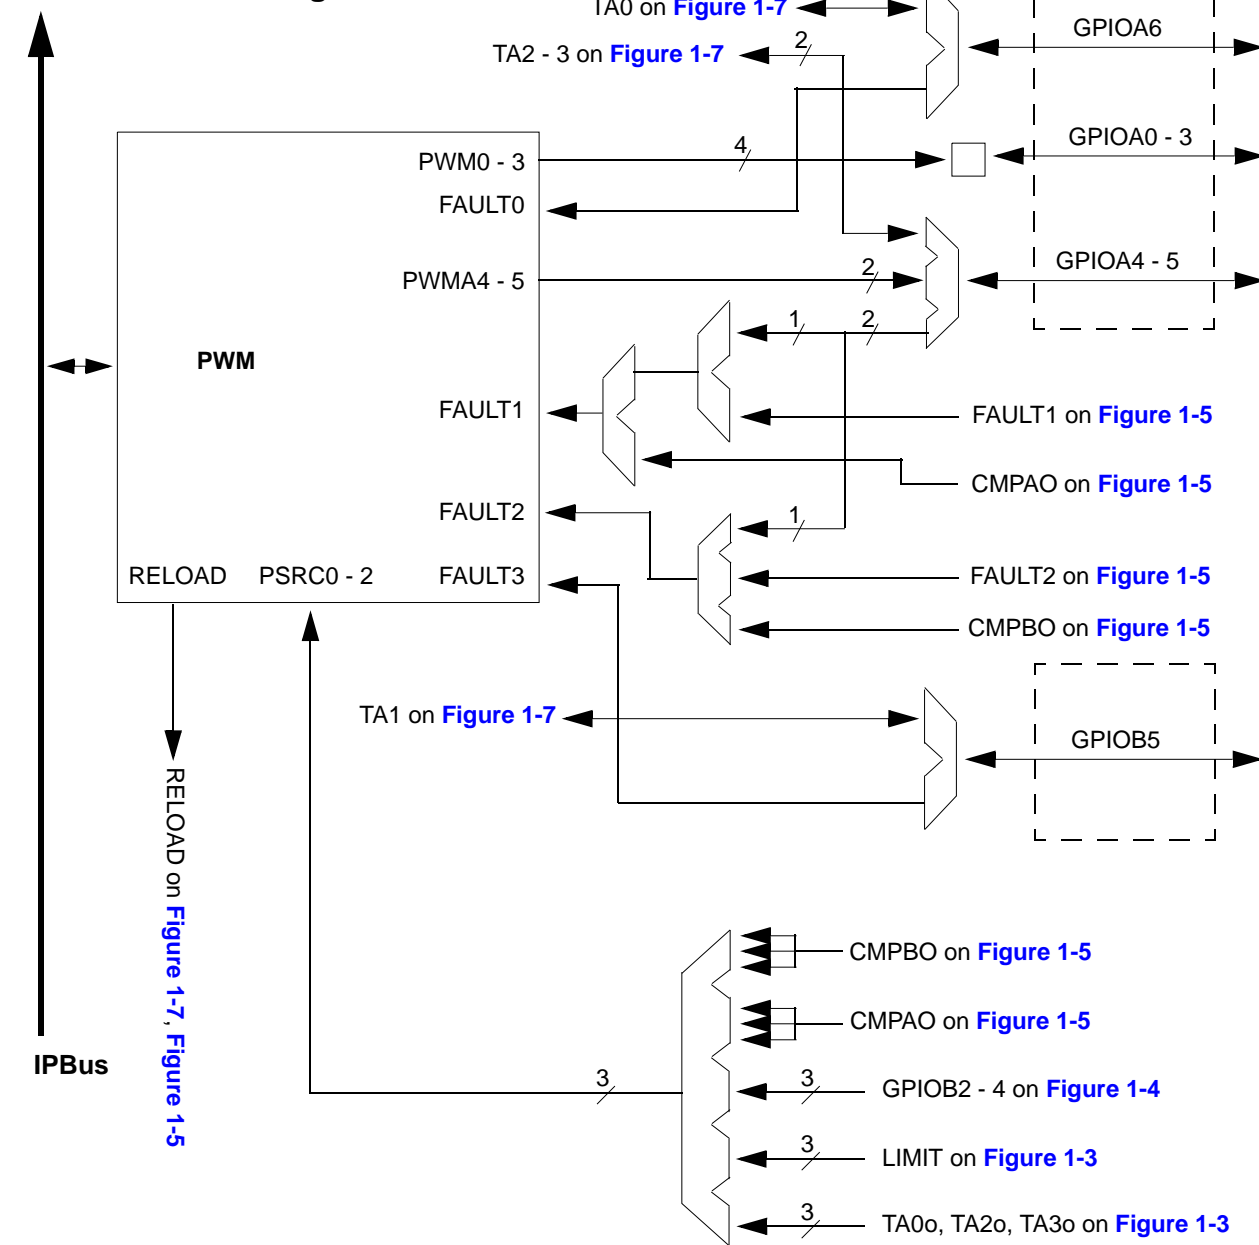 TA0 on Figure 1-7
GPIOA6
TA2 - 3 on Figure 1-7
2
GPIOA0 - 3
4
PWM0 - 3
FAULT0
GPIOA4 - 5
PWMA4 - 5
2
1
2
PWM
FAULT1
FAULT1 on Figure 1-5
CMPAO on Figure 1-5
FAULT2
1
RELOAD
PSRC0 - 2
FAULT3
FAULT2 on Figure 1-5
CMPBO on Figure 1-5
TA1 on Figure 1-7
GPIOB5
RELOAD on Figure 1-7, Figure 1-5
CMPBO on Figure 1-5
CMPAO on Figure 1-5
IPBus
3
3
GPIOB2 - 4 on Figure 1-4
3
LIMIT on Figure 1-3
3
TA0o, TA2o, TA3o on Figure 1-3